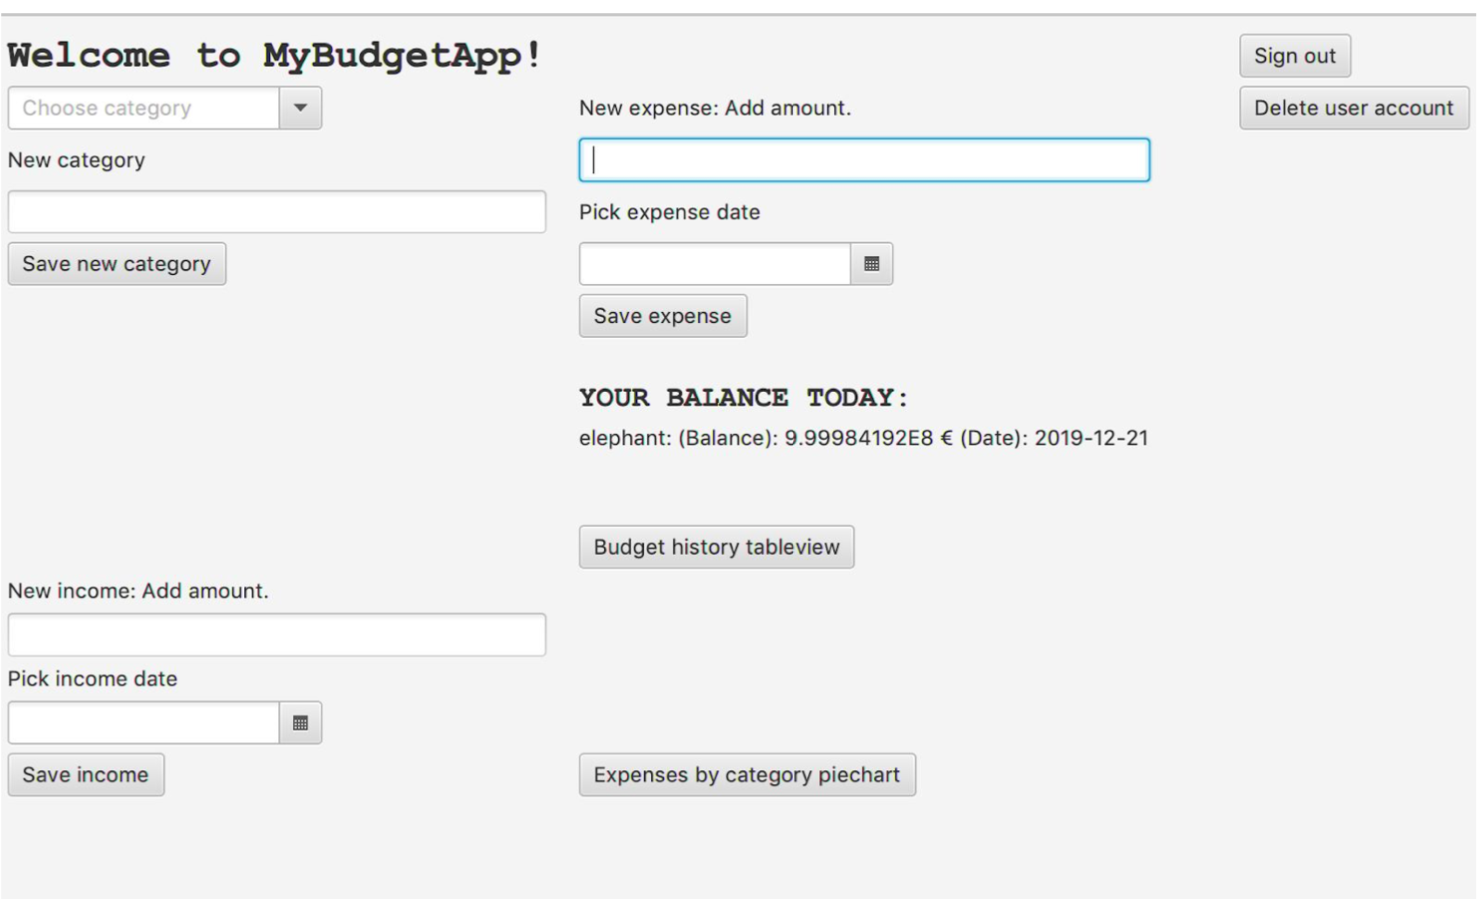 Welcome to MyBudgetApp!
Sign out
Choose category
New expense: Add amount.
Delete user account
New category
Pick expense date
Save new category
Save expense
YOUR BALANCE TODAY:
elephant: (Balance): 9.99984192E8 € (Date): 2019-12-21
Budget history tableview
New income: Add amount.
Pick income date
Save income
Expenses by category piechart